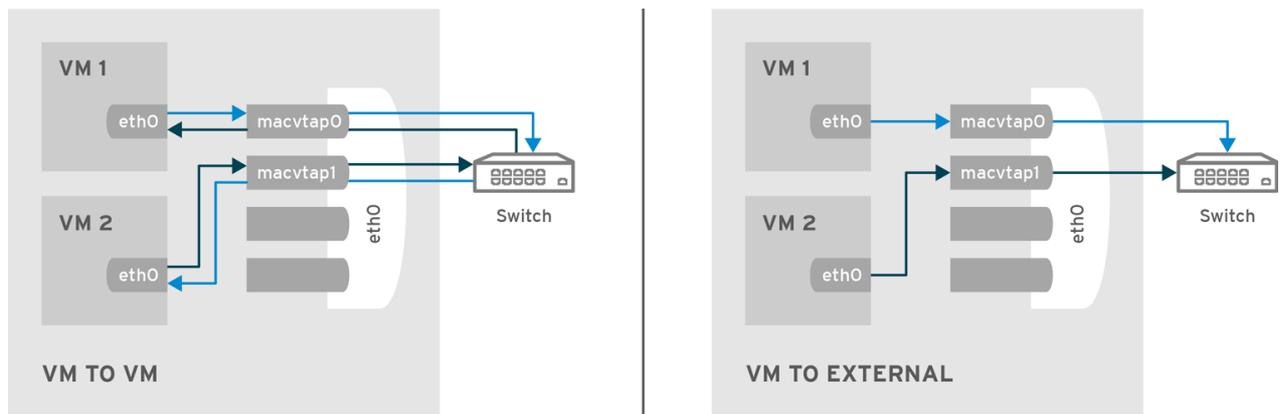 VM 1
eth0
macvtap0
macvtap1
VM 2
eth0
eth0
Switch
VM TO VM
VM 1
eth0
macvtap0
macvtap1
VM 2
eth0
eth0
Switch
VM TO EXTERNAL